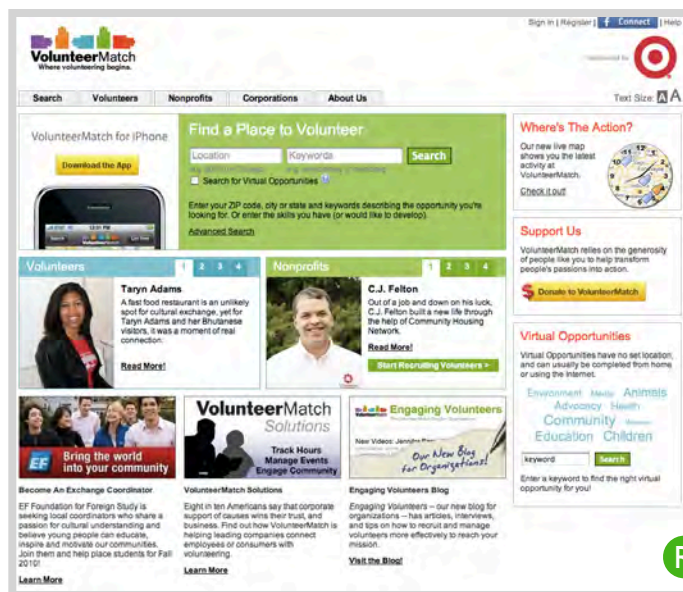 Sign In | Register | f Connect | Help
VolunteerMatch
Where volunteering begins.
Search Volunteers Nonprofits Corporations About Us
Text Size: A A
VolunteerMatch for iPhone
Download the App
12:01 PM
Find a Place to Volunteer
Location Keywords Search
Search for Virtual Opportunities
Enter your ZIP code, city or state and keywords describing the opportunity you're
looking for. Or enter the skills you have (or would like to develop).
Advanced Search
Where's The Action?
Our new live map
shows you the latest
activity at
VolunteerMatch.
Check it out!
Support Us
VolunteerMatch relies on the generosity
of people like you to help transform
people's passions into action.
$ Donate to VolunteerMatch
Volunteers 1 2 3 4
Taryn Adams
A fast food restaurant is an unlikely
spot for cultural exchange, yet for
Taryn Adams and her Bhutanese
visitors, it was a moment of real
connection.
Read More!
Nonprofits 1 2 3 4
C.J. Felton
Out of a job and down on his luck,
C.J. Felton built a new life through
the help of Community Housing
Network.
Read More!
Start Recruiting Volunteers >
Virtual Opportunities
Virtual Opportunities have no set location,
and can usually be completed from home
or using the Internet.
Environment Media Animals
Advocacy Health
Community
Education Children
keyword Search
Enter a keyword to find the right virtual
opportunity for you!
EF
Bring the world
into your community
Become An Exchange Coordinator
EF Foundation for Foreign Study is
seeking local coordinators who share a
passion for cultural understanding and
believe young people can educate,
inspire and motivate our communities.
Join them and help place students for Fall
2010!
Learn More
VolunteerMatch
Solutions
Track Hours
Manage Events
Engage Community
VolunteerMatch Solutions
Eight in ten Americans say that corporate
support of causes wins their trust, and
business. Find out how VolunteerMatch is
helping leading companies connect
employees or consumers with
volunteering.
Learn More
Engaging Volunteers
New Videos:
Our New Blog
for Organizations!
Engaging Volunteers Blog
Engaging Volunteers – our new blog for
organizations – has articles, interviews,
and tips on how to recruit and manage
volunteers more effectively to reach your
mission.
Visit the Blog!